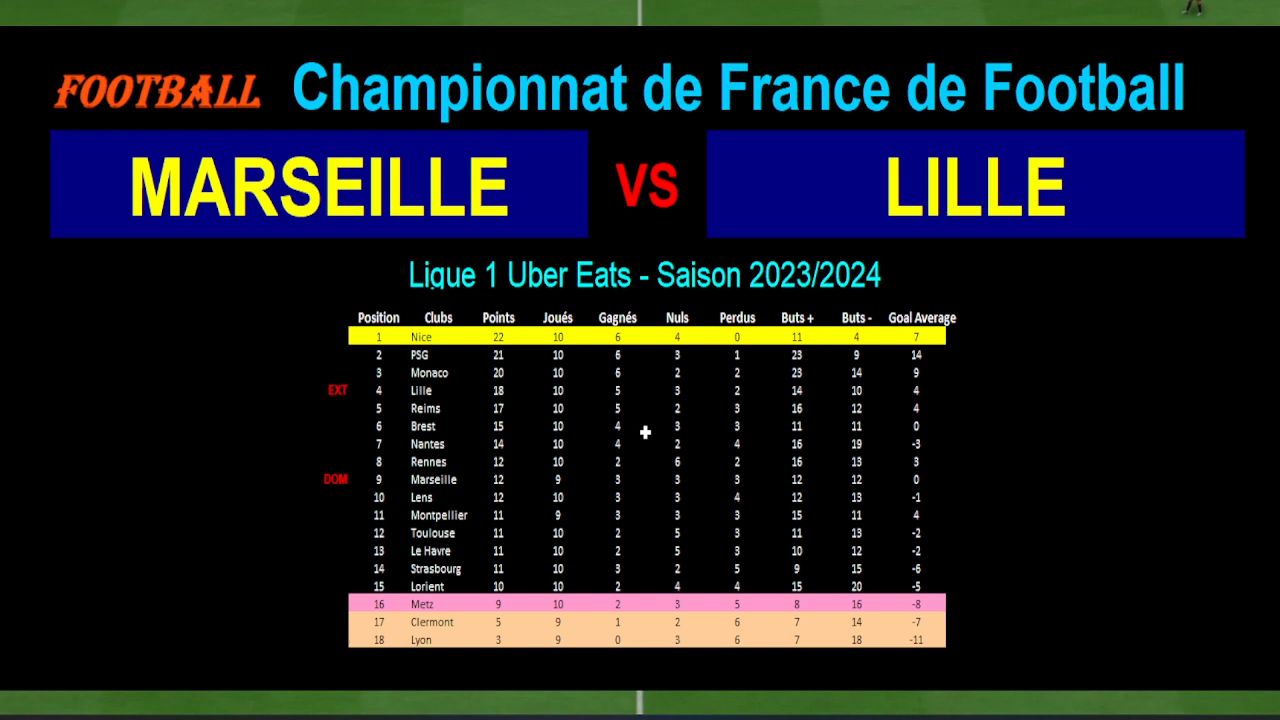 FOOTBALL Championnat de France de Football
MARSEILLE VS LILLE
Ligue 1 Uber Eats - Saison 2023/2024
Position Clubs Points Joués Gagnés Nuls Perdus Buts + Buts - Goal Average
1 Nice 22 10 6 4 0 11 4 7
2 PSG 21 10 6 3 1 23 9 14
3 Monaco 20 10 6 2 2 23 14 9
EXT 4 Lille 18 10 5 3 2 14 10 4
5 Reims 17 10 5 2 3 16 12 4
6 Brest 15 10 4 3 3 11 11 0
7 Nantes 14 10 4 2 4 16 19 -3
8 Rennes 12 10 2 6 2 16 13 3
DOM 9 Marseille 12 9 3 3 3 12 12 0
10 Lens 12 10 3 3 4 12 13 -1
11 Montpellier 11 9 3 3 3 15 11 4
12 Toulouse 11 10 2 5 3 11 13 -2
13 Le Havre 11 10 2 5 3 10 12 -2
14 Strasbourg 11 10 3 2 5 9 15 -6
15 Lorient 10 10 2 4 4 15 20 -5
16 Metz 9 10 2 3 5 8 16 -8
17 Clermont 5 9 1 2 6 7 14 -7
18 Lyon 3 9 0 3 6 7 18 -11